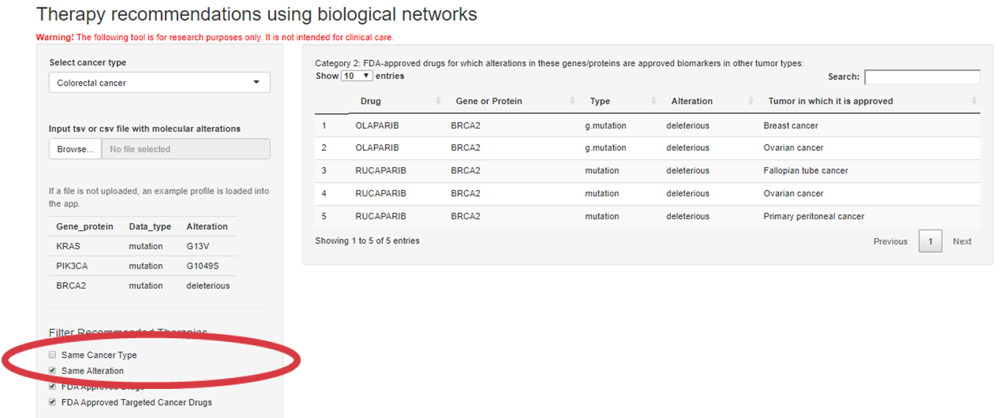 Therapy recommendations using biological networks
Warning! The following tool is for research purposes only. It is not intended for clinical care.
Select cancer type
Colorectal cancer
Input tsv or csv file with molecular alterations
Browse... No file selected
If a file is not uploaded, an example profile is loaded into
the app.
Gene_protein Data_type Alteration
KRAS mutation G13V
PIK3CA mutation G1049S
BRCA2 mutation deleterious
Filter Recommended Therapies
Same Cancer Type
Same Alteration
FDA Approved Drugs
FDA Approved Targeted Cancer Drugs
Category 2: FDA-approved drugs for which alterations in these genes/proteins are approved biomarkers in other tumor types:
Show 10 entries
Search:
Drug Gene or Protein Type Alteration Tumor in which it is approved
1 OLAPARIB BRCA2 g.mutation deleterious Breast cancer
2 OLAPARIB BRCA2 g.mutation deleterious Ovarian cancer
3 RUCAPARIB BRCA2 mutation deleterious Fallopian tube cancer
4 RUCAPARIB BRCA2 mutation deleterious Ovarian cancer
5 RUCAPARIB BRCA2 mutation deleterious Primary peritoneal cancer
Showing 1 to 5 of 5 entries
Previous 1 Next